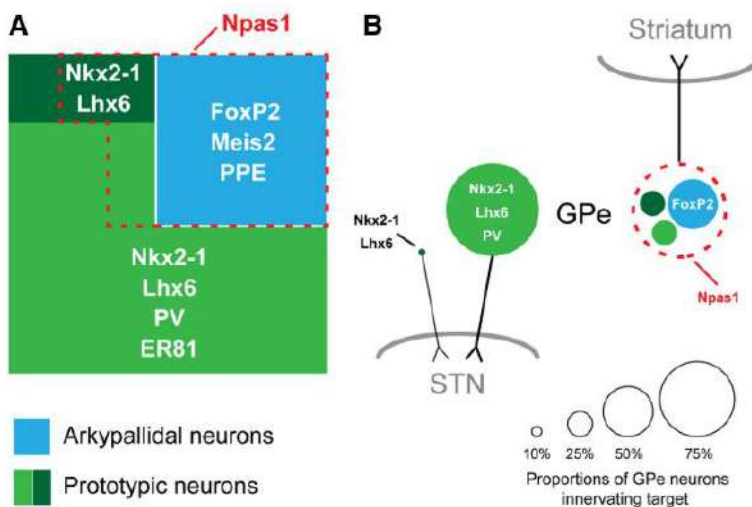 A
Npas1
Nkx2-1
Lhx6
FoxP2
Meis2
PPE
Nkx2-1
Lhx6
PV
ER81
Arkypallidal neurons
Prototypic neurons
B
Striatum
Nkx2-1
Lhx6
Nkx2-1
Lhx6
PV
GPe
FoxP2
Npas1
STN
10% 25% 50% 75%
Proportions of GPe neurons
innervating target